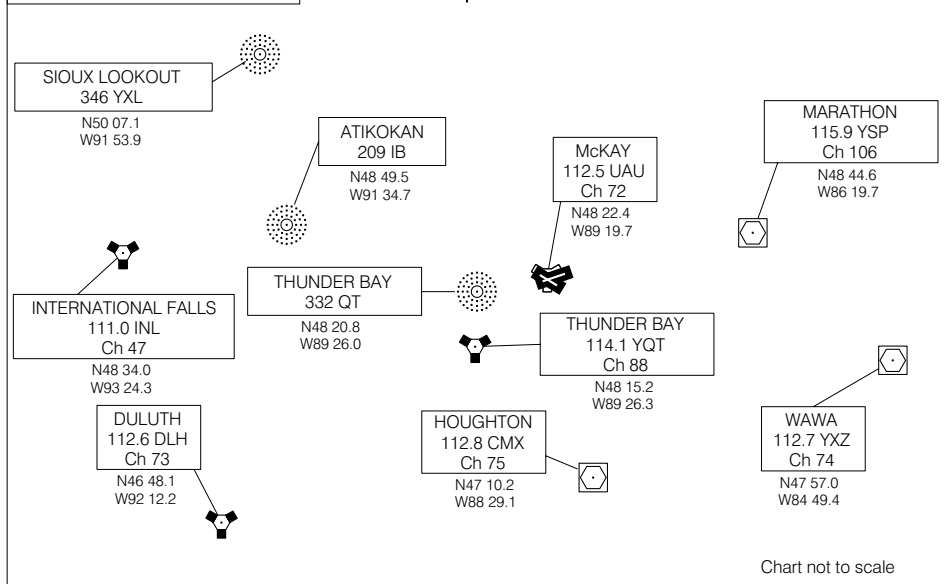 SIOUX LOOKOUT
346 YXL
N50 07.1
W91 53.9
ATIKOKAN
209 IB
N48 49.5
W91 34.7
McKAY
112.5 UAU
Ch 72
N48 22.4
W89 19.7
MARATHON
115.9 YSP
Ch 106
N48 44.6
W86 19.7
INTERNATIONAL FALLS
111.0 INL
Ch 47
N48 34.0
W93 24.3
THUNDER BAY
332 QT
N48 20.8
W89 26.0
THUNDER BAY
114.1 YQT
Ch 88
N48 15.2
W89 26.3
DULUTH
112.6 DLH
Ch 73
N46 48.1
W92 12.2
HOUGHTON
112.8 CMX
Ch 75
N47 10.2
W88 29.1
WAWA
112.7 YXZ
Ch 74
N47 57.0
W84 49.4
Chart not to scale